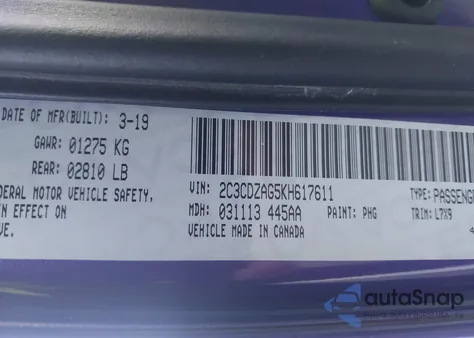 DATE OF MFR(BUILT): 3-19
GAWR: 01275 KG
REAR: 02810 LB
DERAL MOTOR VEHICLE SAFETY,
IN EFFECT ON
VE.
VIN: 2C3CDZAG5KH617611
TYPE: PASSENG
MDH: 031113 445AA
PAINT: PHG
TRIM: L7X9
VEHICLE MADE IN CANADA
autoSnap